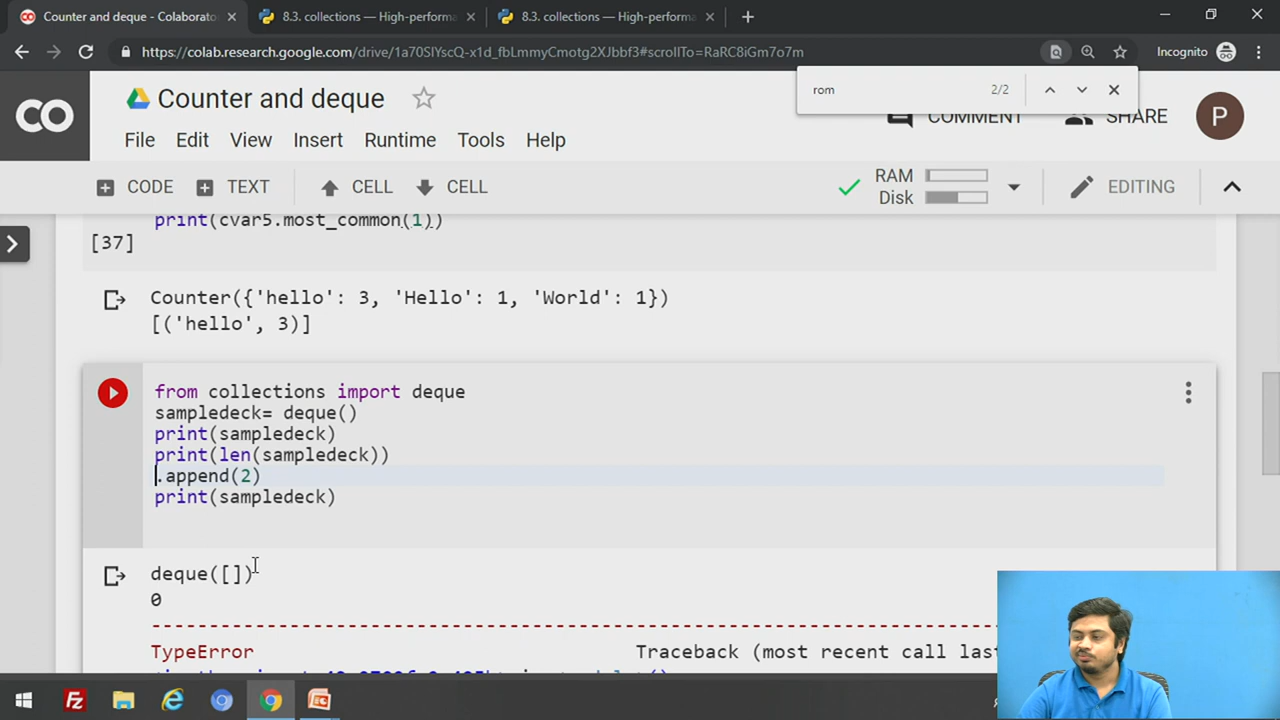 Counter and deque - Colaborato
8.3. collections — High-performa
8.3. collections — High-performa
https://colab.research.google.com/drive/1a70SlYscQ-x1d_fbLmmyCmotg2XJbbf3#scrollTo=RaRC8iGm7o7m
Incognito
rom 2/2
CO
Counter and deque
COMMENT
SHARE
P
File Edit View Insert Runtime Tools Help
CODE TEXT CELL CELL
RAM
Disk
EDITING
print(cvar5.most_common(1))
[37]
Counter({'hello': 3, 'Hello': 1, 'World': 1})
[('hello', 3)]
from collections import deque
sampledeck= deque()
print(sampledeck)
print(len(sampledeck))
.append(2)
print(sampledeck)
deque([])
0
---------------------------------------------------------------------------
TypeError Traceback (most recent call las